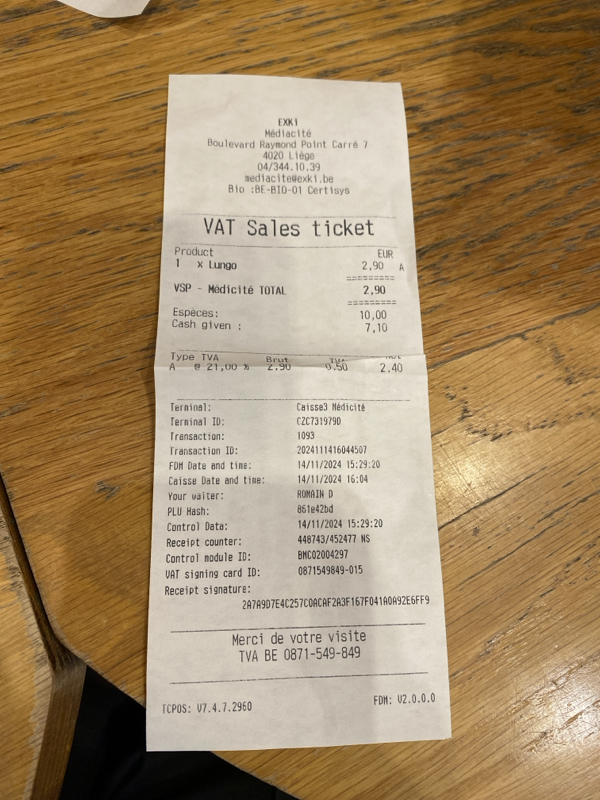 EXKi
Médiacité
Boulevard Raymond Point Carré 7
4020 Liège
04/344.10.39
mediacite@exki.be
Bio :BE-BIO-01 Certisys
VAT Sales ticket
Product EUR
1 x Lungo 2,90 A
=========
VSP - Médicité TOTAL 2,90
=========
Espèces: 10,00
Cash given : 7,10
Type TVA Brut TVA
A @ 21,00 % 2.90 0.50 2.40
Terminal: Caisse3 Médicité
Terminal ID: CZC731979D
Transaction: 1093
Transaction ID: 2024111416044507
FDM Date and time: 14/11/2024 15:29:20
Caisse Date and time: 14/11/2024 16:04
Your waiter: ROMAIN D
PLU Hash: 861e42bd
Control Data: 14/11/2024 15:29:20
Receipt counter: 448743/452477 NS
Control module ID: BMC02004297
VAT signing card ID: 0871549849-015
Receipt signature:
2A7A9D7E4C257C0ACAF2A3F167F041A0A92E6FF9
Merci de votre visite
TVA BE 0871-549-849
TCPOS: V7.4.7.2960 FDM: V2.0.0.0